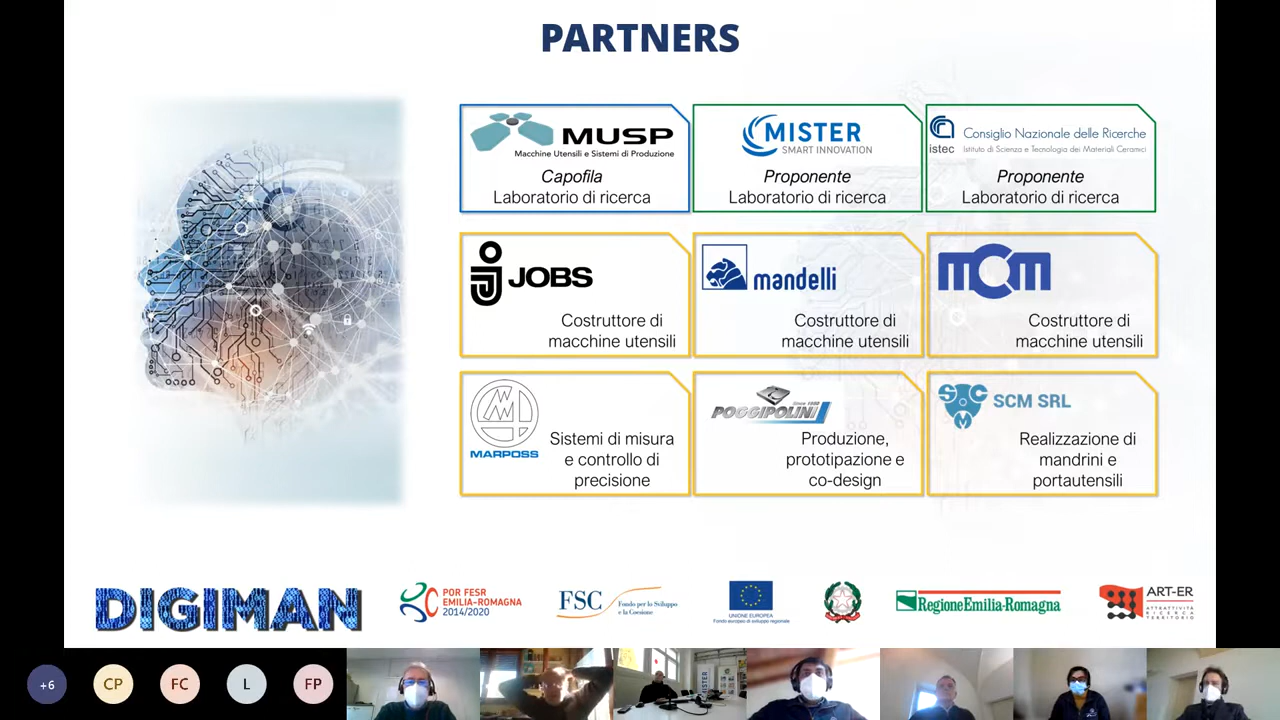 PARTNERS
MUSP
Macchine Utensili e Sistemi di Produzione
Capofila
Laboratorio di ricerca
MISTER
SMART INNOVATION
Proponente
Laboratorio di ricerca
istec
Consiglio Nazionale delle Ricerche
Istituto di Scienza e Tecnologia dei Materiali Ceramici
Proponente
Laboratorio di ricerca
JOBS
Costruttore di
macchine utensili
mandelli
Costruttore di
macchine utensili
mcm
Costruttore di
macchine utensili
MARPOSS
Sistemi di misura
e controllo di
precisione
Since 1950
POGGIPOLINI
Produzione,
prototipazione e
co-design
SCM
SCM SRL
Realizzazione di
mandrini e
portautensili
DIGIMAN
POR FESR
EMILIA-ROMAGNA
2014/2020
FSC
Fondo per lo Sviluppo
e la Coesione
UNIONE EUROPEA
Fondo europeo di sviluppo regionale
RegioneEmilia-Romagna
ART-ER
ATTRATTIVITÀ
RICERCA
TERRITORIO
+6
CP
FC
L
FP
MISTER